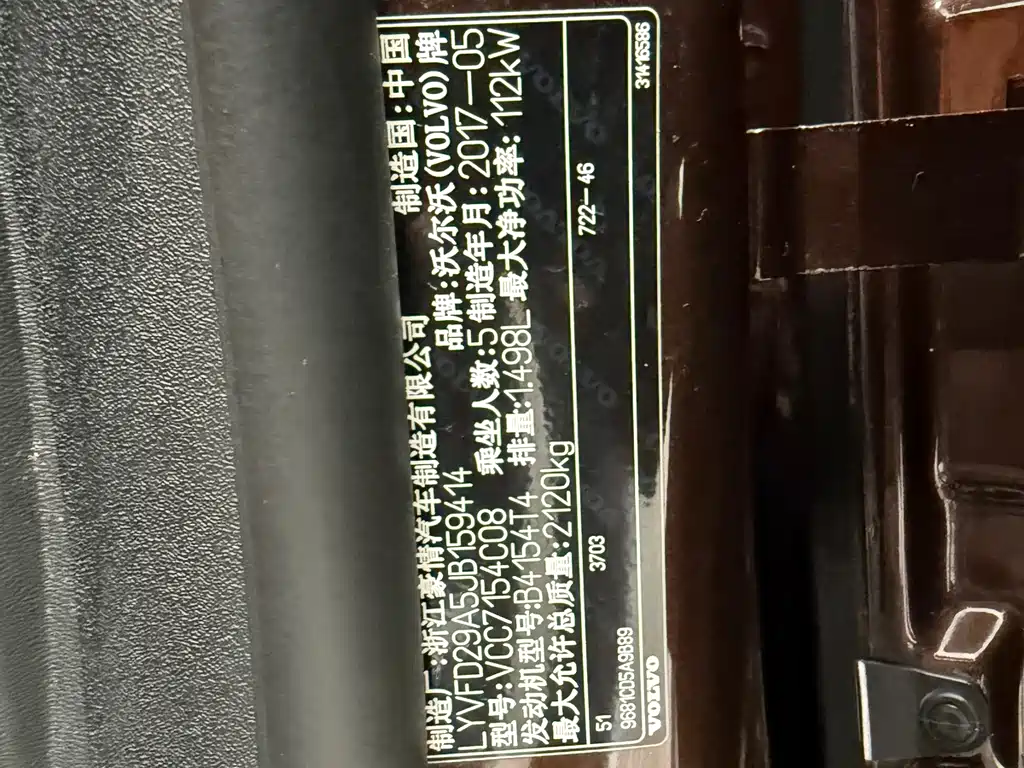 制造厂:浙江豪情汽车制造有限公司 制造国:中国
LYVFD29A5JB159414 品牌:沃尔沃(VOLVO)牌
型号:VCC7154C08 乘坐人数:5 制造年月:2017-05
发动机型号:B4154T4 排量:1.498L 最大净功率:112kW
最大允许总质量:2120kg
51 3703 722-46
9681CD5A9B89
VOLVO 31416586